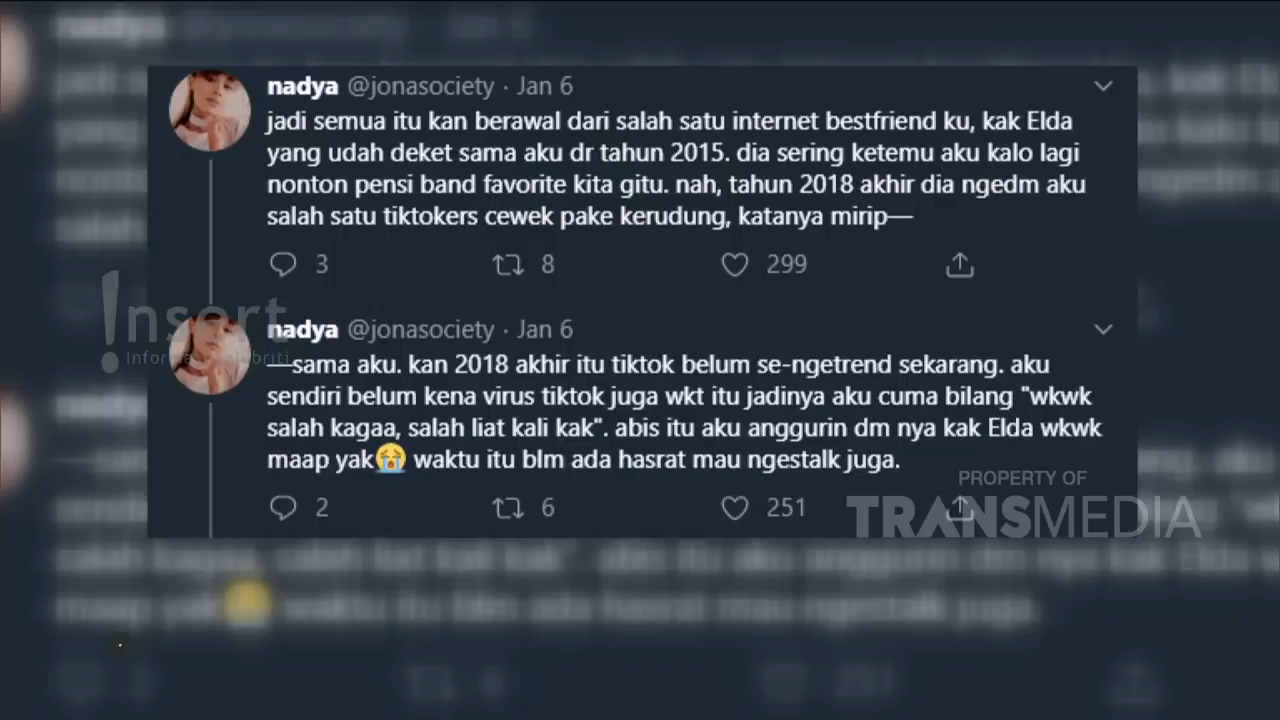 nadya @jonasociety · Jan 6
jadi semua itu kan berawal dari salah satu internet bestfriend ku, kak Elda
yang udah deket sama aku dr tahun 2015. dia sering ketemu aku kalo lagi
nonton pensi band favorite kita gitu. nah, tahun 2018 akhir dia ngedm aku
salah satu tiktokers cewek pake kerudung, katanya mirip—
3 8 299
!nsert
nadya @jonasociety · Jan 6
—sama aku. kan 2018 akhir itu tiktok belum se-ngetrend sekarang. aku
sendiri belum kena virus tiktok juga wkt itu jadinya aku cuma bilang "wkwk
salah kagaa, salah liat kali kak". abis itu aku anggurin dm nya kak Elda wkwk
maap yak😭 waktu itu blm ada hasrat mau ngestalk juga.
2 6 251
PROPERTY OF
TRANSMEDIA